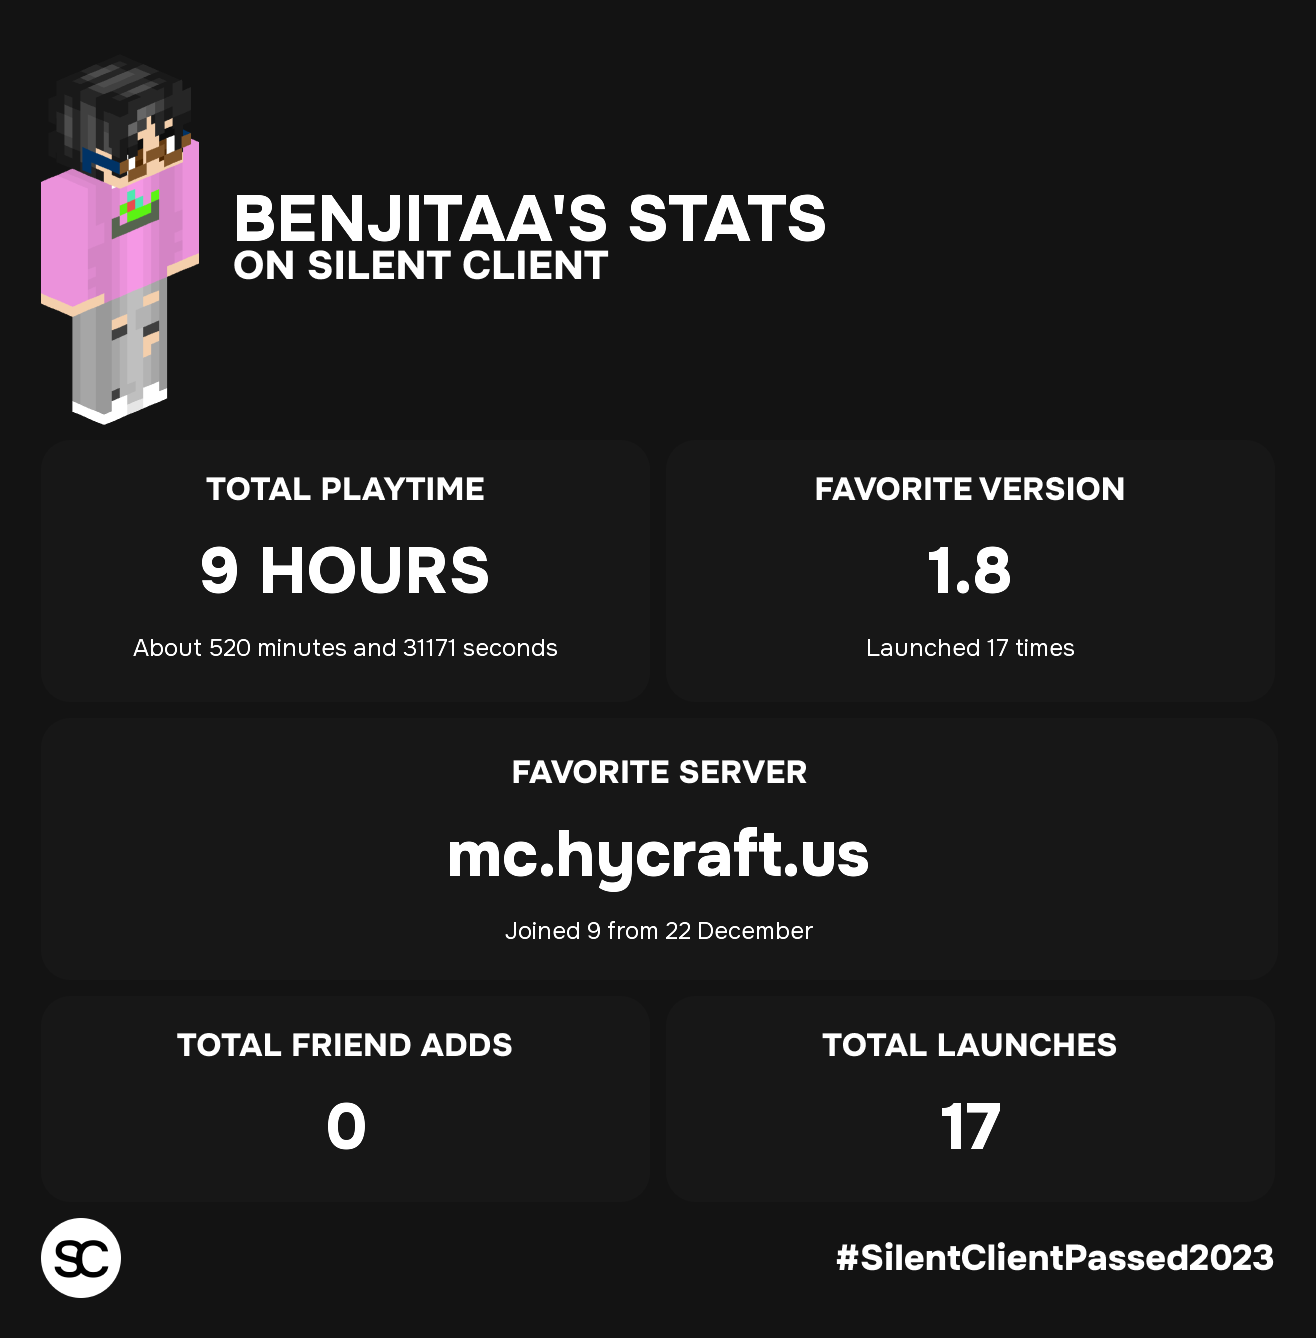 BENJITAA'S STATS
ON SILENT CLIENT
TOTAL PLAYTIME
9 HOURS
About 520 minutes and 31171 seconds
FAVORITE VERSION
1.8
Launched 17 times
FAVORITE SERVER
mc.hycraft.us
Joined 9 from 22 December
TOTAL FRIEND ADDS
0
TOTAL LAUNCHES
17
SC
#SilentClientPassed2023